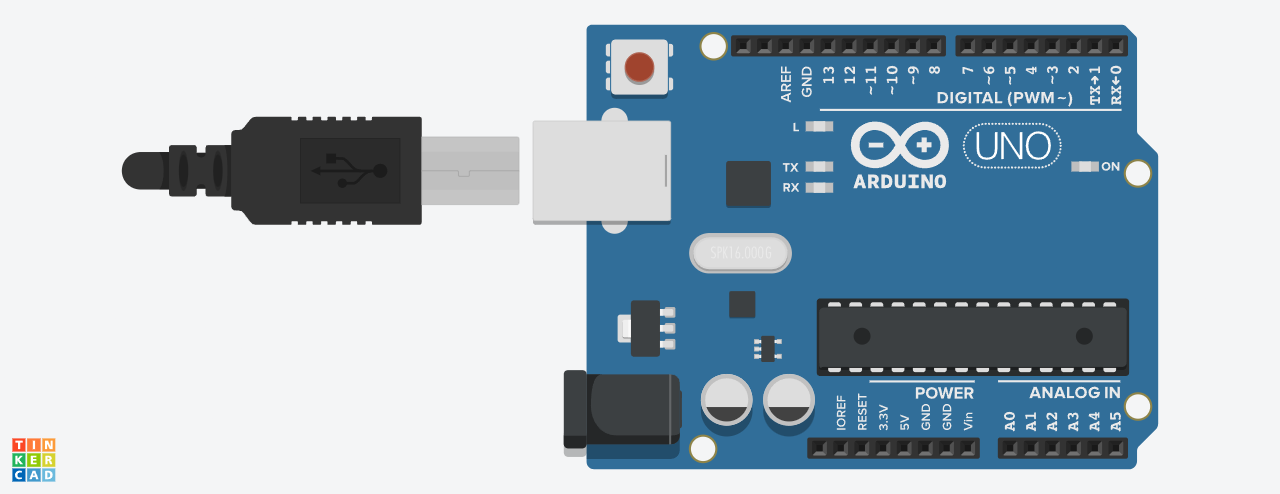 AREF
GND
13
12
~11
~10
~9
8
7
~6
~5
4
~3
2
TX→1
RX←0
DIGITAL (PWM~)
L
TX
RX
ARDUINO
UNO
ON
SPK16.000G
POWER
ANALOG IN
IOREF
RESET
3.3V
5V
GND
GND
Vin
A0
A1
A2
A3
A4
A5
TIN
KER
CAD